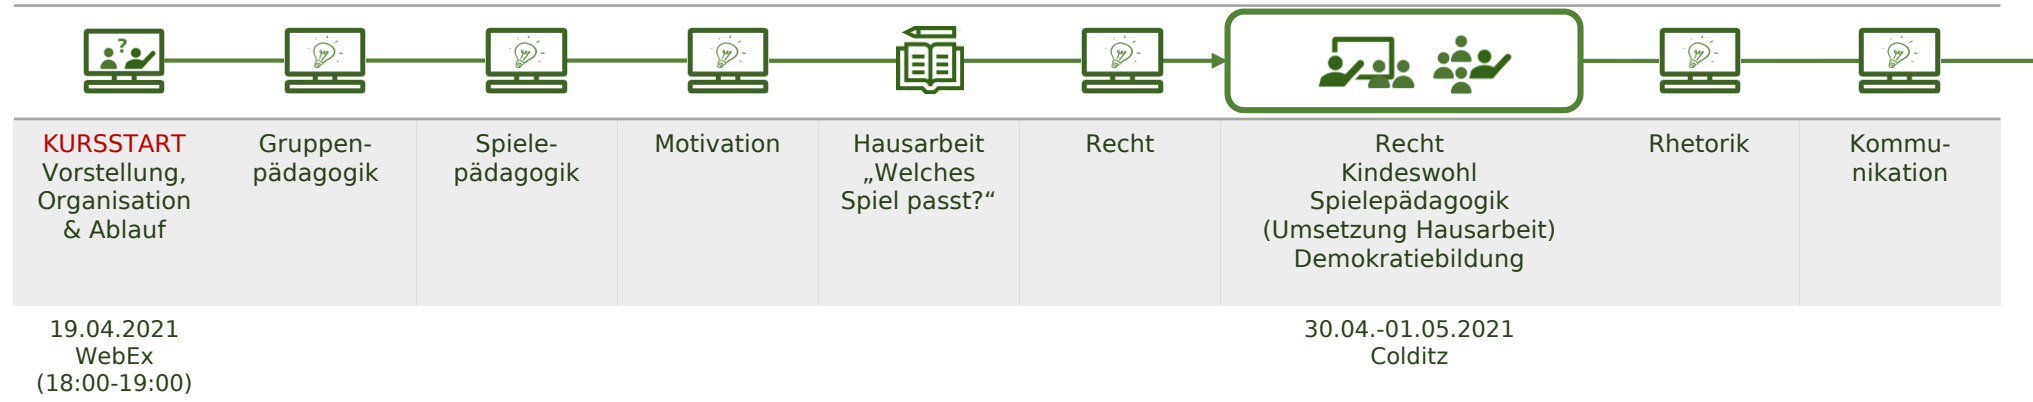 ?
KURSSTART
Vorstellung,
Organisation
& Ablauf
Gruppen-
pädagogik
Spiele-
pädagogik
Motivation
Hausarbeit
„Welches
Spiel passt?“
Recht
Recht
Kindeswohl
Spielepädagogik
(Umsetzung Hausarbeit)
Demokratiebildung
Rhetorik
Kommu-
nikation
19.04.2021
WebEx
(18:00-19:00)
30.04.-01.05.2021
Colditz